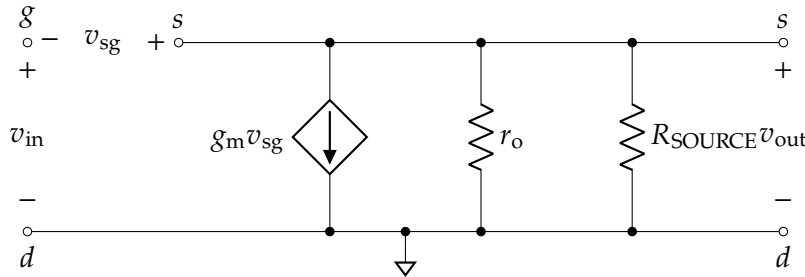 g
s
s
− v_sg +
+
+
v_in
g_m v_sg
r_o
R_SOURCE
v_out
−
−
d
d